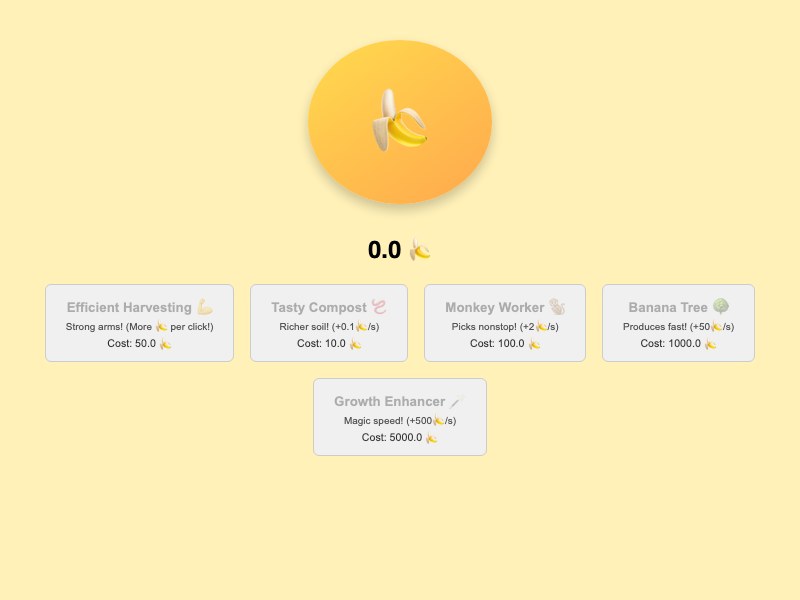 0.0 🍌
Efficient Harvesting 💪
Strong arms! (More 🍌 per click!)
Cost: 50.0 🍌
Tasty Compost 🪱
Richer soil! (+0.1🍌/s)
Cost: 10.0 🍌
Monkey Worker 🐒
Picks nonstop! (+2🍌/s)
Cost: 100.0 🍌
Banana Tree 🌳
Produces fast! (+50🍌/s)
Cost: 1000.0 🍌
Growth Enhancer 🪄
Magic speed! (+500🍌/s)
Cost: 5000.0 🍌